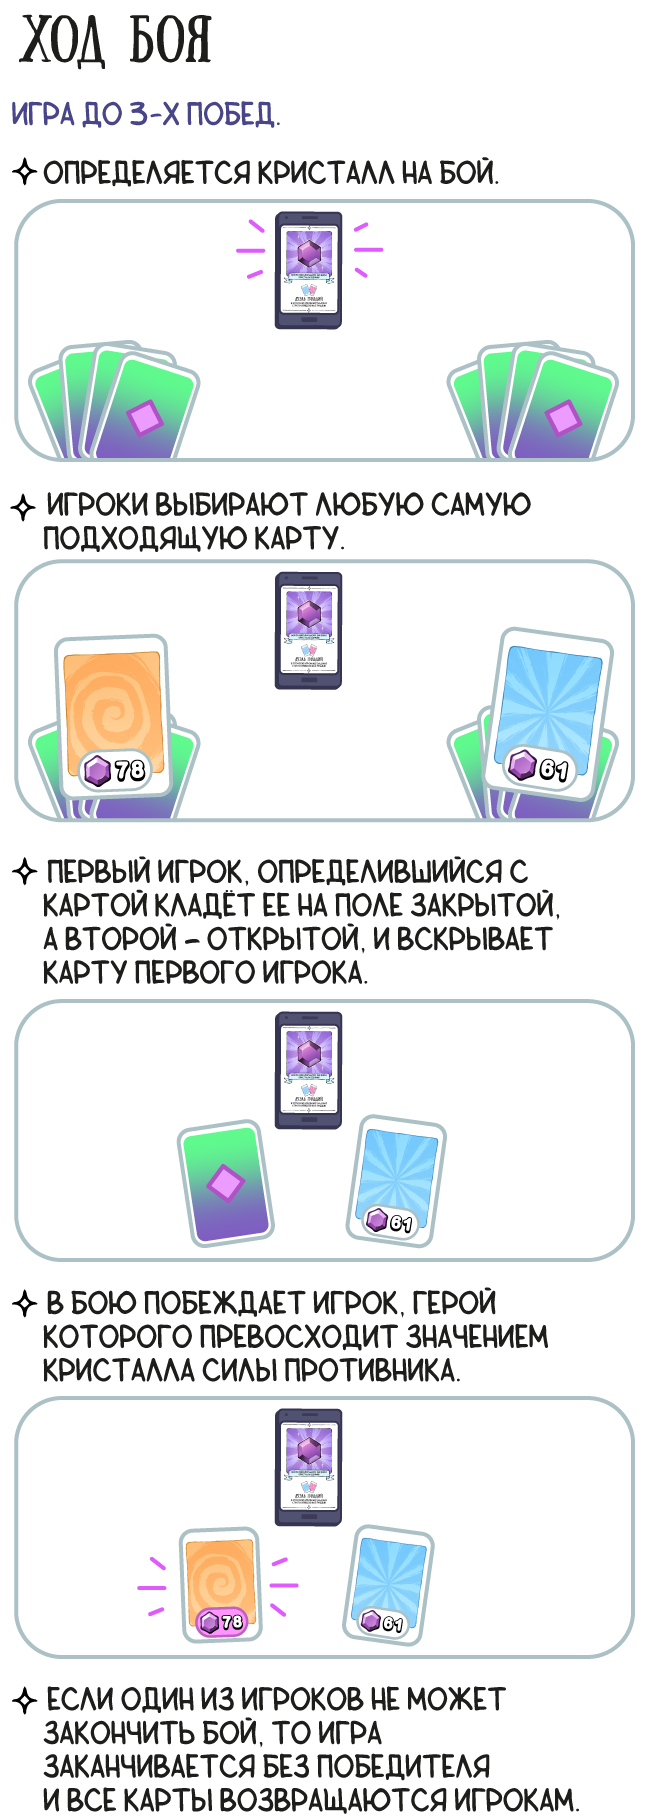 ХОД БОЯ
ИГРА ДО 3-Х ПОБЕД.
ОПРЕДЕЛЯЕТСЯ КРИСТАЛЛ НА БОЙ.
ИГРОКИ ВЫБИРАЮТ ЛЮБУЮ САМУЮ
ПОДХОДЯЩУЮ КАРТУ.
78
61
ПЕРВЫЙ ИГРОК, ОПРЕДЕЛИВШИЙСЯ С
КАРТОЙ КЛАДЁТ ЕЕ НА ПОЛЕ ЗАКРЫТОЙ,
А ВТОРОЙ – ОТКРЫТОЙ, И ВСКРЫВАЕТ
КАРТУ ПЕРВОГО ИГРОКА.
61
В БОЮ ПОБЕЖДАЕТ ИГРОК, ГЕРОЙ
КОТОРОГО ПРЕВОСХОДИТ ЗНАЧЕНИЕМ
КРИСТАЛЛА СИЛЫ ПРОТИВНИКА.
78
61
ЕСЛИ ОДИН ИЗ ИГРОКОВ НЕ МОЖЕТ
ЗАКОНЧИТЬ БОЙ, ТО ИГРА
ЗАКАНЧИВАЕТСЯ БЕЗ ПОБЕДИТЕЛЯ
И ВСЕ КАРТЫ ВОЗВРАЩАЮТСЯ ИГРОКАМ.